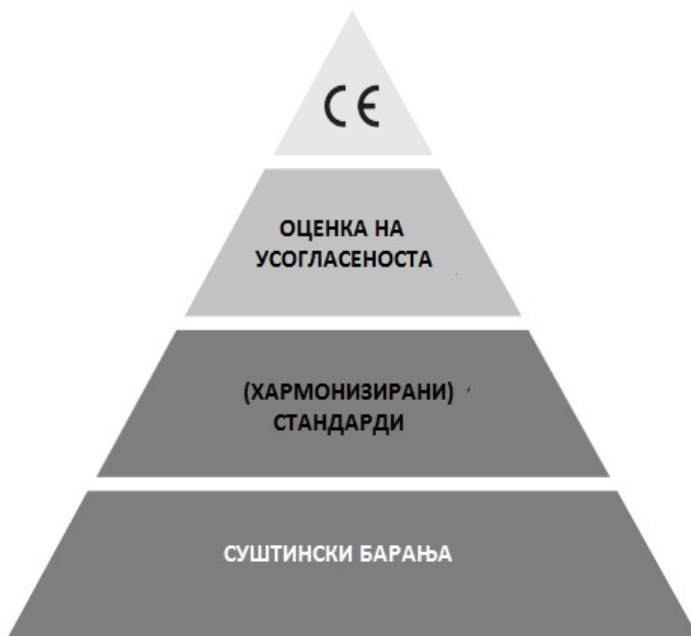 CE
ОЦЕНКА НА
УСОГЛАСЕНОСТА
(ХАРМОНИЗИРАНИ)
СТАНДАРДИ
СУШТИНСКИ БАРАЊА